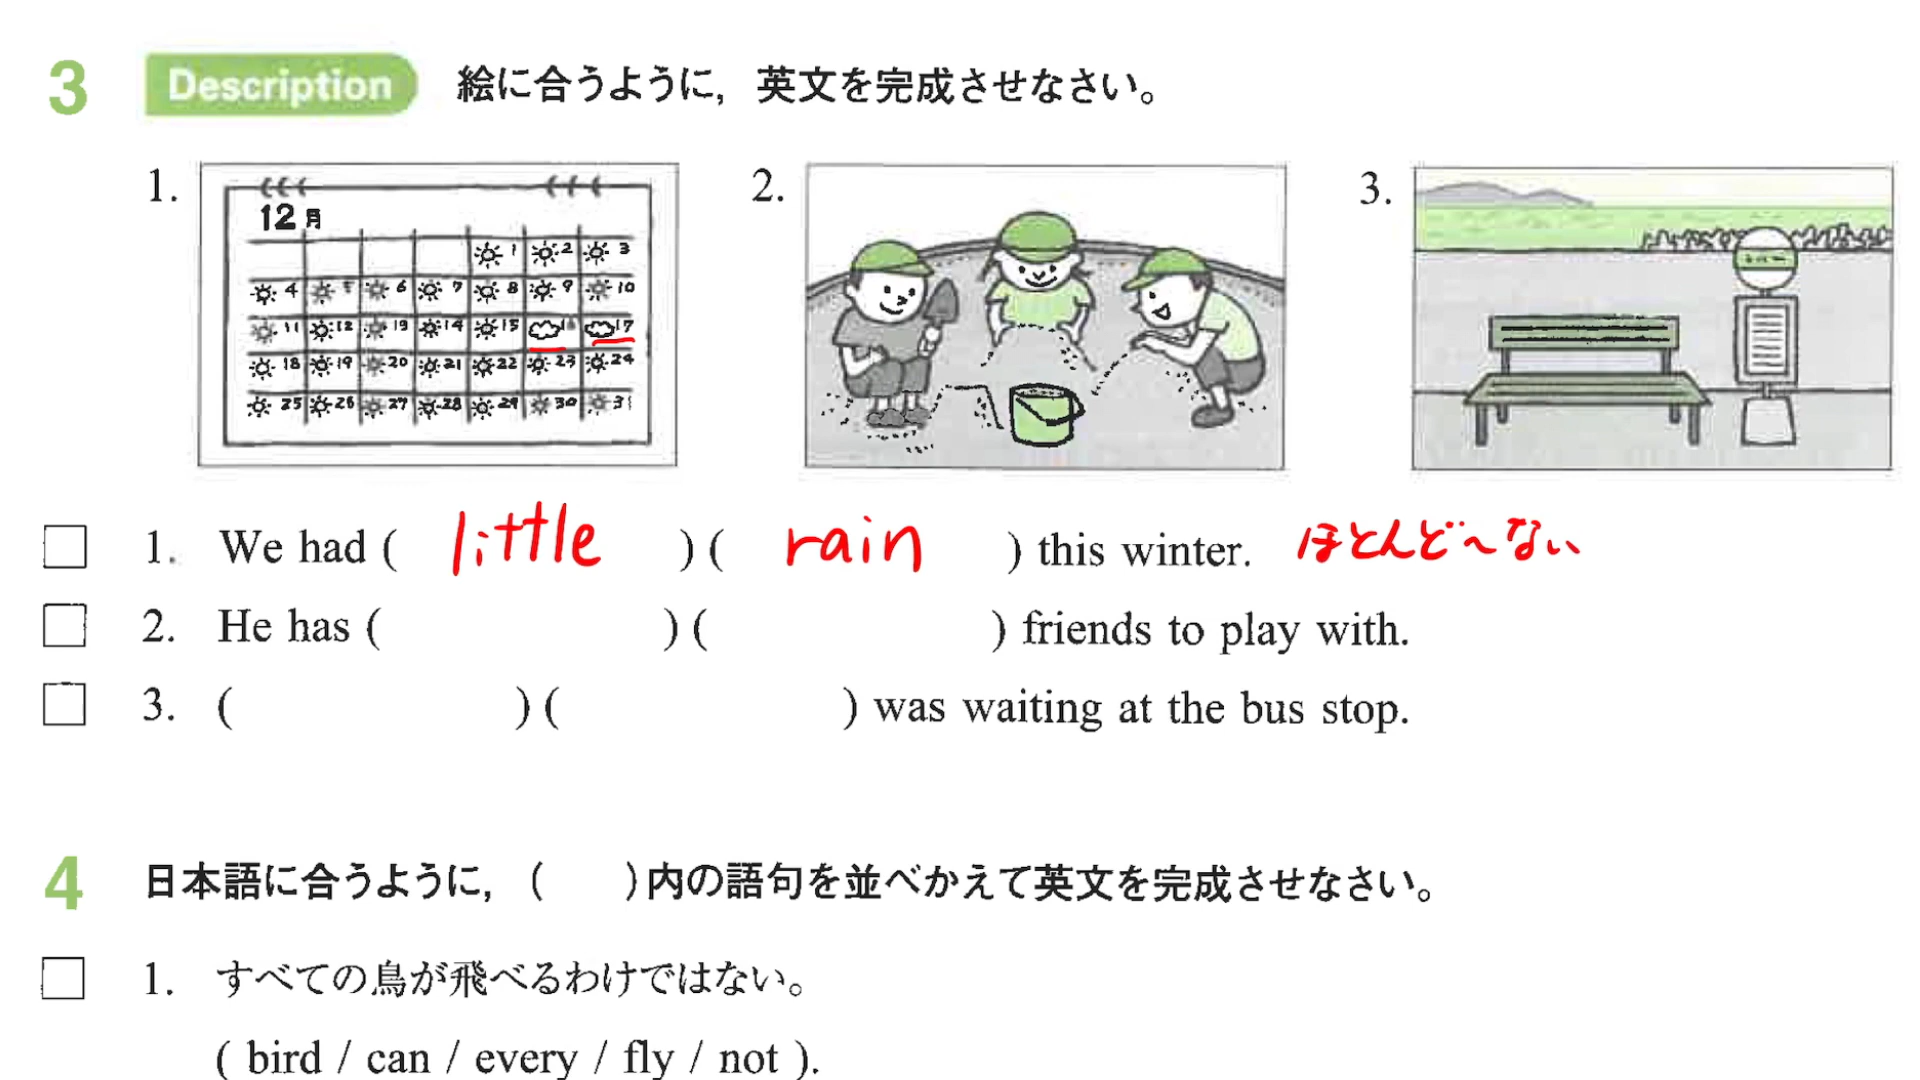 3 Description 絵に合うように，英文を完成させなさい。
1. 2. 3.
12月
1 2 3
4 5 6 7 8 9 10
11 12 13 14 15 16 17
18 19 20 21 22 23 24
25 26 27 28 29 30 31
1. We had ( little ) ( rain ) this winter. ほとんど〜ない
2. He has ( ) ( ) friends to play with.
3. ( ) ( ) was waiting at the bus stop.
4 日本語に合うように，( )内の語句を並べかえて英文を完成させなさい。
1. すべての鳥が飛べるわけではない。
( bird / can / every / fly / not ).